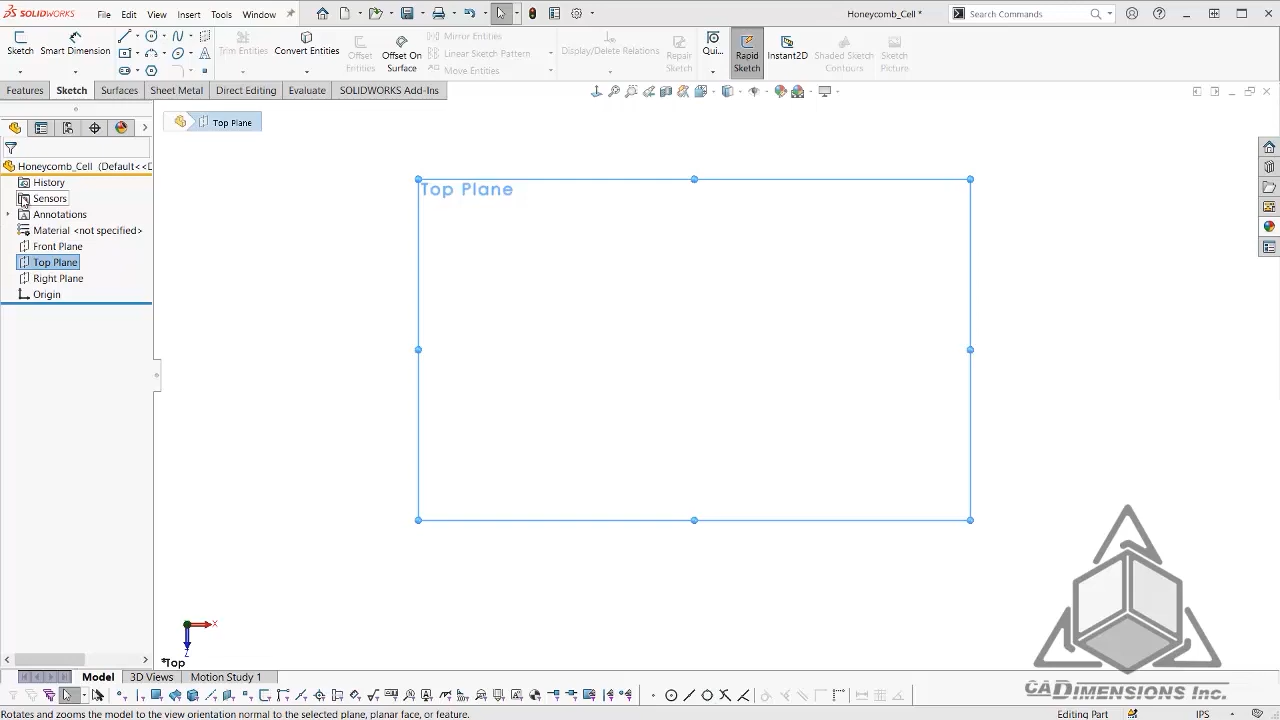 SOLIDWORKS File Edit View Insert Tools Window Honeycomb_Cell * Search Commands
Sketch Smart Dimension Trim Entities Convert Entities Offset Entities Offset On Surface Mirror Entities Linear Sketch Pattern Move Entities Display/Delete Relations Repair Sketch Qui... Rapid Sketch Instant2D Shaded Sketch Contours Sketch Picture
Features Sketch Surfaces Sheet Metal Direct Editing Evaluate SOLIDWORKS Add-Ins
Top Plane
Honeycomb_Cell (Default<<D
History
Sensors
Annotations
Material <not specified>
Front Plane
Top Plane
Right Plane
Origin
Top Plane
X
Z
*Top
CADIMENSIONS INC.
Model 3D Views Motion Study 1
Rotates and zooms the model to the view orientation normal to the selected plane, planar face, or feature. Editing Part IPS